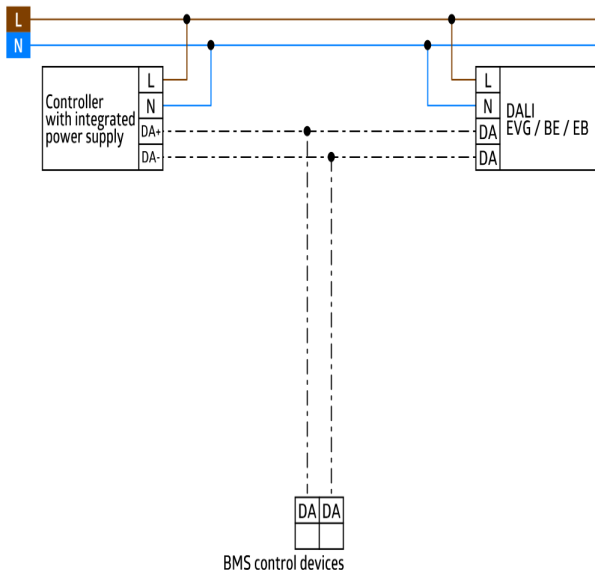 L
N
Controller
with integrated
power supply
L
N
DA+
DA-
L
N
DA
DA
DALI
EVG / BE / EB
DA DA
BMS control devices